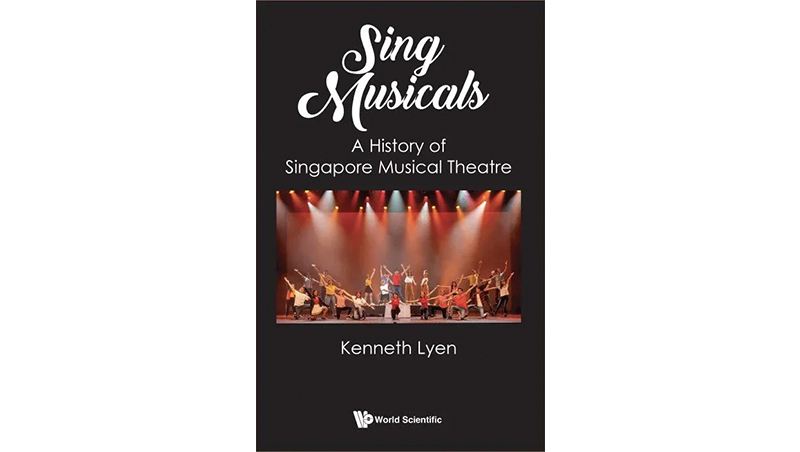 Sing
Musicals
A History of
Singapore Musical Theatre
Kenneth Lyen
World Scientific